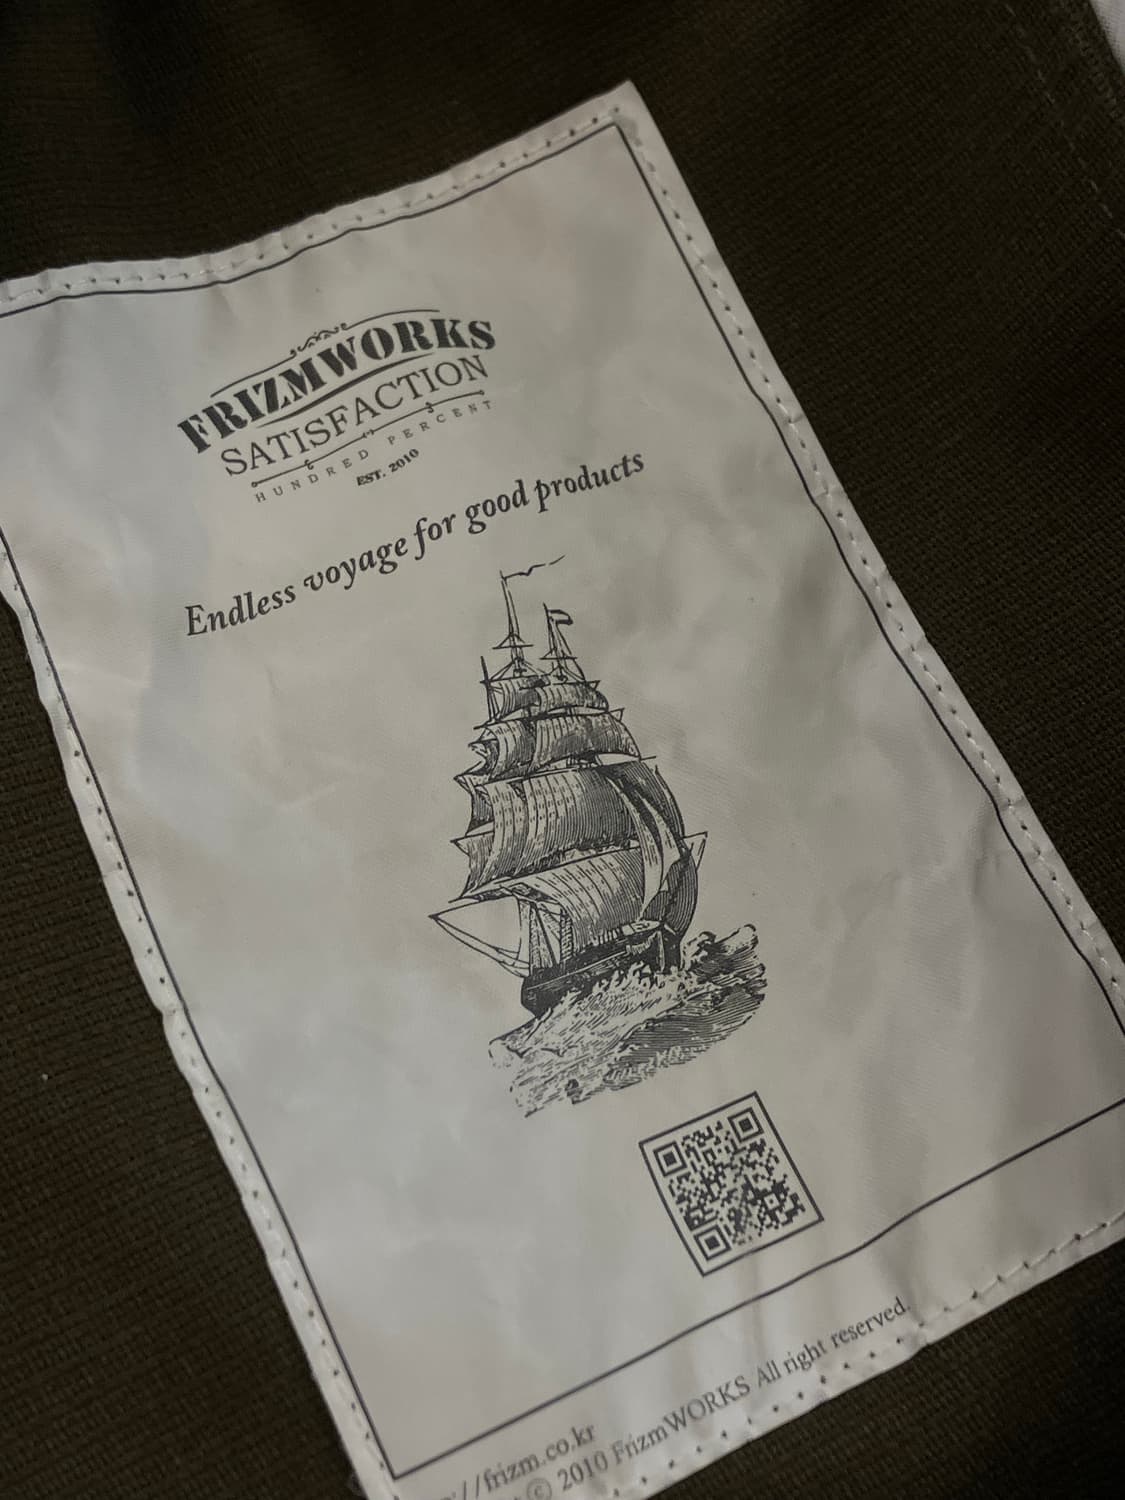 FRIZMWORKS
SATISFACTION
HUNDRED PERCENT
EST. 2010
Endless voyage for good products
://frizm.co.kr
© 2010 FrizmWORKS All right reserved.